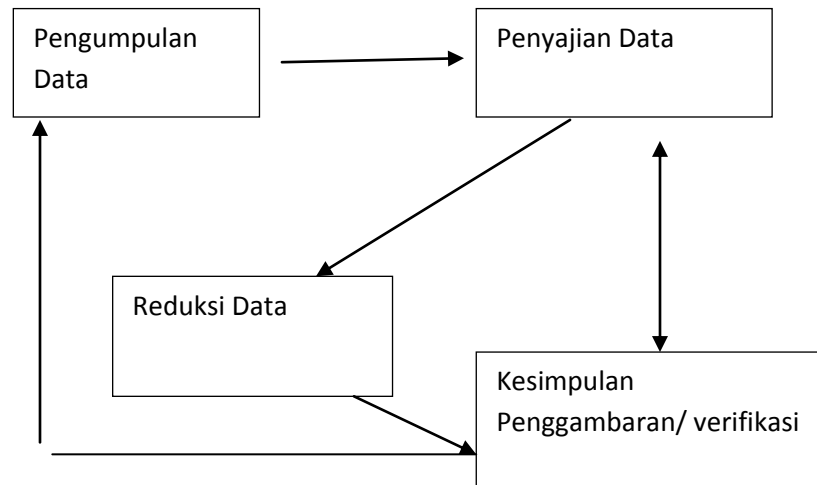 Pengumpulan
Data
Penyajian Data
Reduksi Data
Kesimpulan
Penggambaran/ verifikasi